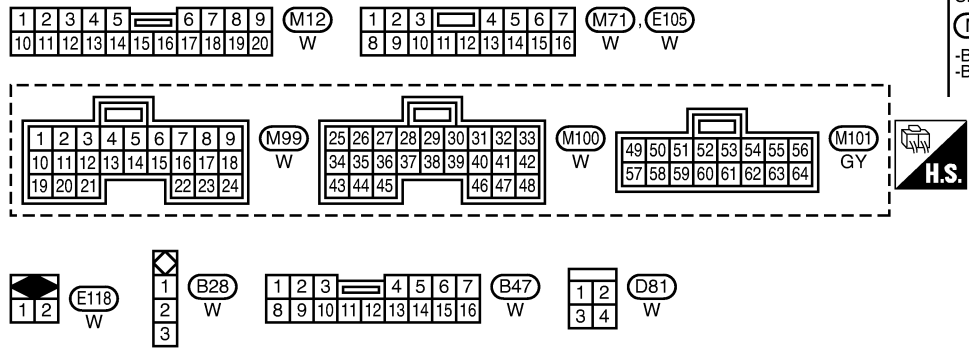 1 2 3 4 5 6 7 8 9
10 11 12 13 14 15 16 17 18 19 20
M12
W
1 2 3 4 5 6 7
8 9 10 11 12 13 14 15 16
M71 , E105
W W
-B
-B
1 2 3 4 5 6 7 8 9
10 11 12 13 14 15 16 17 18
19 20 21 22 23 24
M99
W
25 26 27 28 29 30 31 32 33
34 35 36 37 38 39 40 41 42
43 44 45 46 47 48
M100
W
49 50 51 52 53 54 55 56
57 58 59 60 61 62 63 64
M101
GY
H.S.
1 2
E118
W
1
2
3
B28
W
1 2 3 4 5 6 7
8 9 10 11 12 13 14 15 16
B47
W
1 2
3 4
D81
W